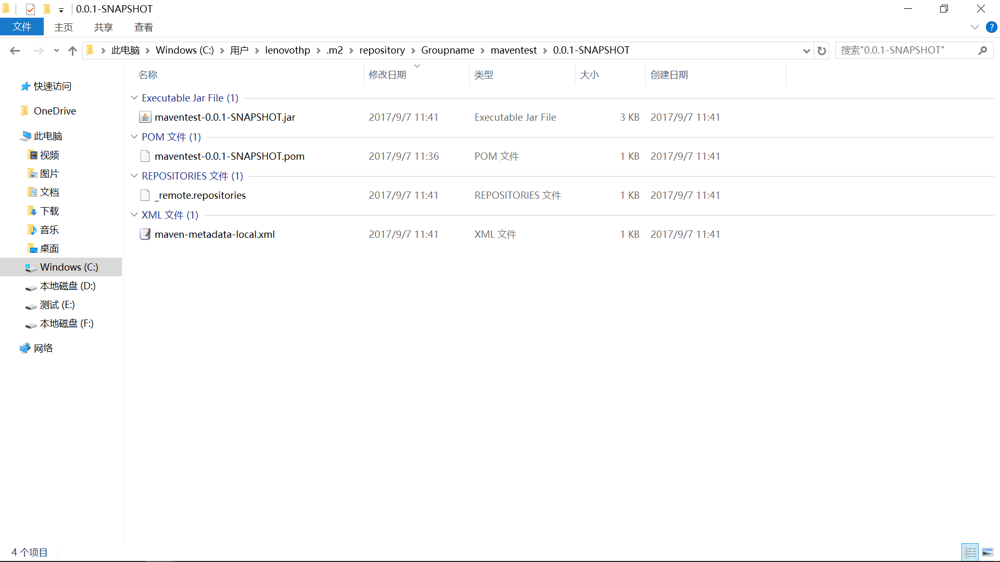 0.0.1-SNAPSHOT
文件 主页 共享 查看
此电脑 Windows (C:) 用户 lenovothp .m2 repository Groupname maventest 0.0.1-SNAPSHOT 搜索"0.0.1-SNAPSHOT"
名称 修改日期 类型 大小 创建日期
快速访问
OneDrive
此电脑
视频
图片
文档
下载
音乐
桌面
Windows (C:)
本地磁盘 (D:)
测试 (E:)
本地磁盘 (F:)
网络
Executable Jar File (1)
maventest-0.0.1-SNAPSHOT.jar 2017/9/7 11:41 Executable Jar File 3 KB 2017/9/7 11:41
POM 文件 (1)
maventest-0.0.1-SNAPSHOT.pom 2017/9/7 11:36 POM 文件 1 KB 2017/9/7 11:41
REPOSITORIES 文件 (1)
_remote.repositories 2017/9/7 11:41 REPOSITORIES 文件 1 KB 2017/9/7 11:41
XML 文件 (1)
maven-metadata-local.xml 2017/9/7 11:41 XML 文件 1 KB 2017/9/7 11:41
4 个项目